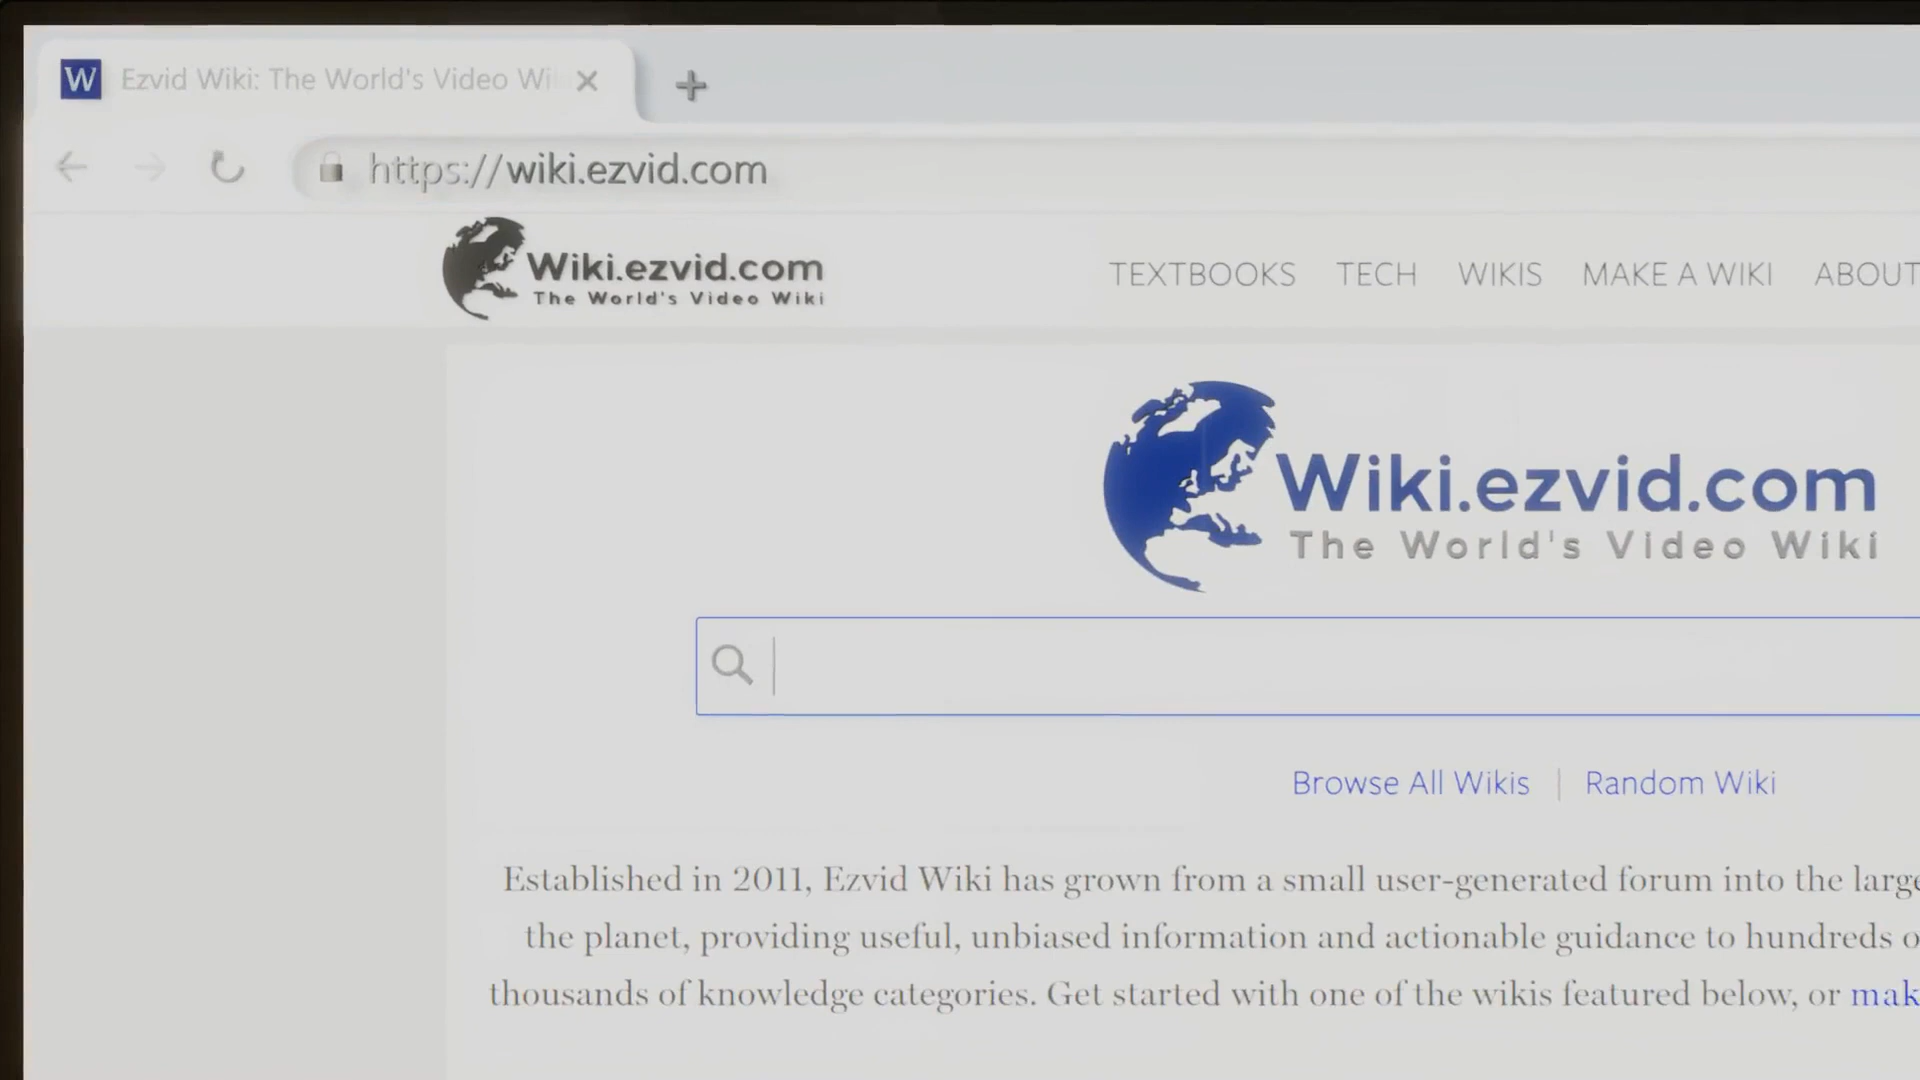 W Ezvid Wiki: The World's Video Wi
https://wiki.ezvid.com
Wiki.ezvid.com
The World's Video Wiki
TEXTBOOKS TECH WIKIS MAKE A WIKI ABOUT
Wiki.ezvid.com
The World's Video Wiki
Browse All Wikis | Random Wiki
Established in 2011, Ezvid Wiki has grown from a small user-generated forum into the large
the planet, providing useful, unbiased information and actionable guidance to hundreds o
thousands of knowledge categories. Get started with one of the wikis featured below, or mak